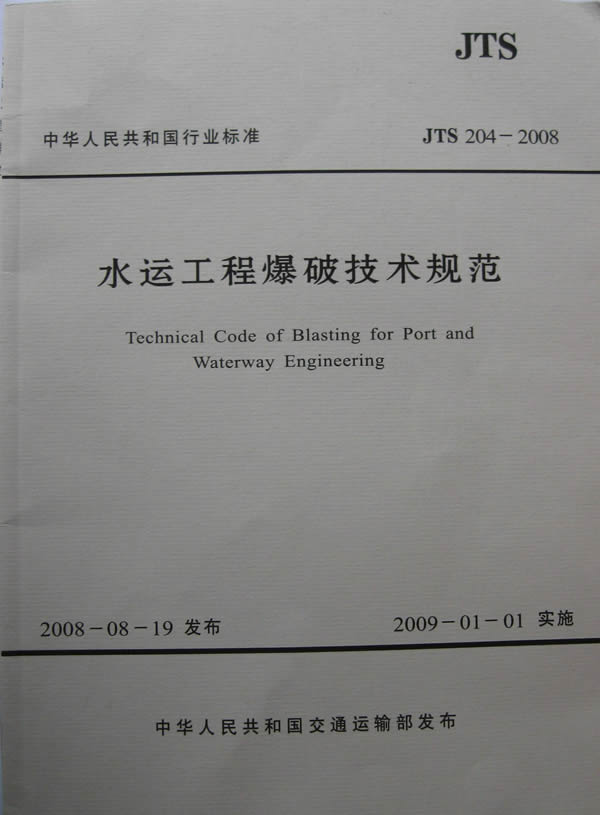 JTS
中华人民共和国行业标准 JTS 204－2008
水运工程爆破技术规范
Technical Code of Blasting for Port and
Waterway Engineering
2008－08－19 发布 2009－01－01 实施
中华人民共和国交通运输部发布